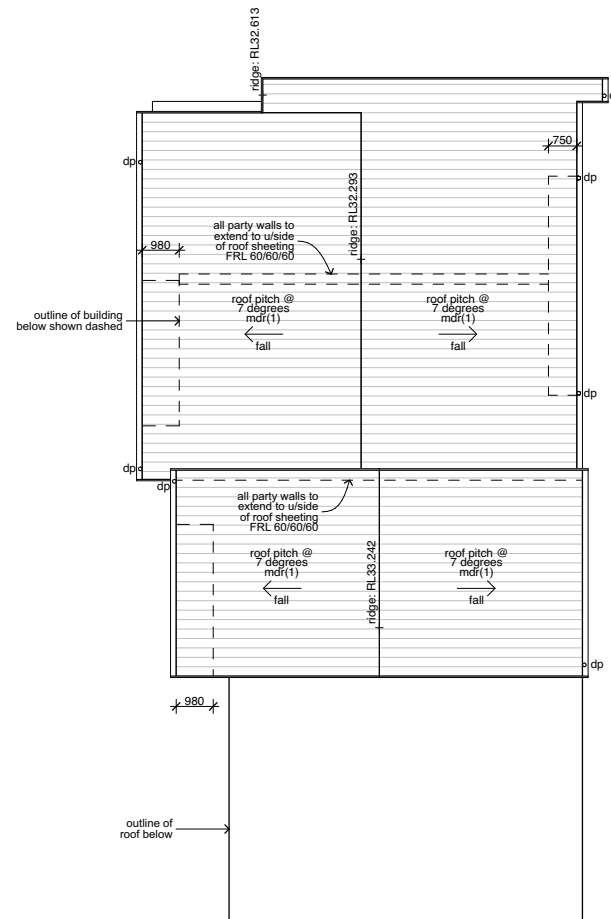 ridge: RL32.613
d
750
dp
dp
ridge: RL32.293
all party walls to
extend to u/side
of roof sheeting
FRL 60/60/60
980
outline of building
below shown dashed
roof pitch @
7 degrees
mdr(1)
fall
roof pitch @
7 degrees
mdr(1)
fall
dp
dp
dp
all party walls to
extend to u/side
of roof sheeting
FRL 60/60/60
ridge: RL33.242
roof pitch @
7 degrees
mdr(1)
fall
roof pitch @
7 degrees
mdr(1)
fall
dp
980
outline of
roof below